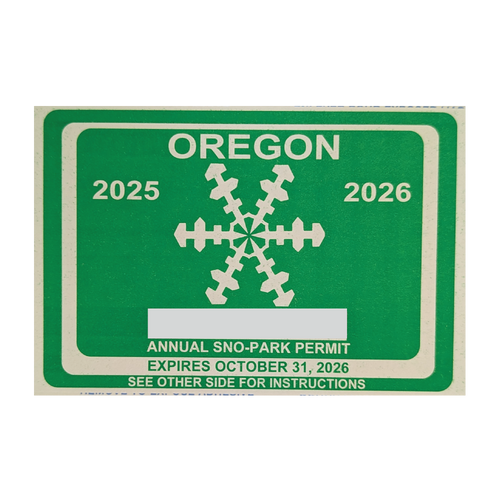 OREGON
2025 2026
ANNUAL SNO-PARK PERMIT
EXPIRES OCTOBER 31, 2026
SEE OTHER SIDE FOR INSTRUCTIONS